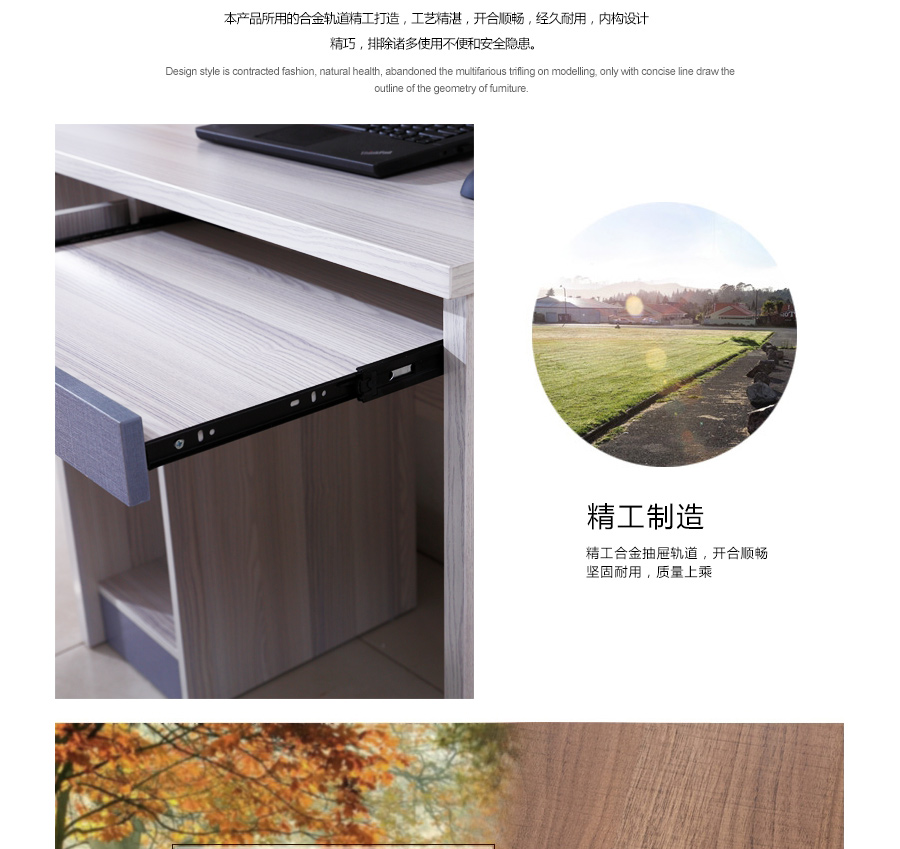 本产品所用的合金轨道精工打造，工艺精湛，开合顺畅，经久耐用，内构设计
精巧，排除诸多使用不便和安全隐患。
Design style is contracted fashion, natural health, abandoned the multifarious trifling on modelling, only with concise line draw the
outline of the geometry of furniture.
精工制造
精工合金抽屉轨道，开合顺畅
坚固耐用，质量上乘